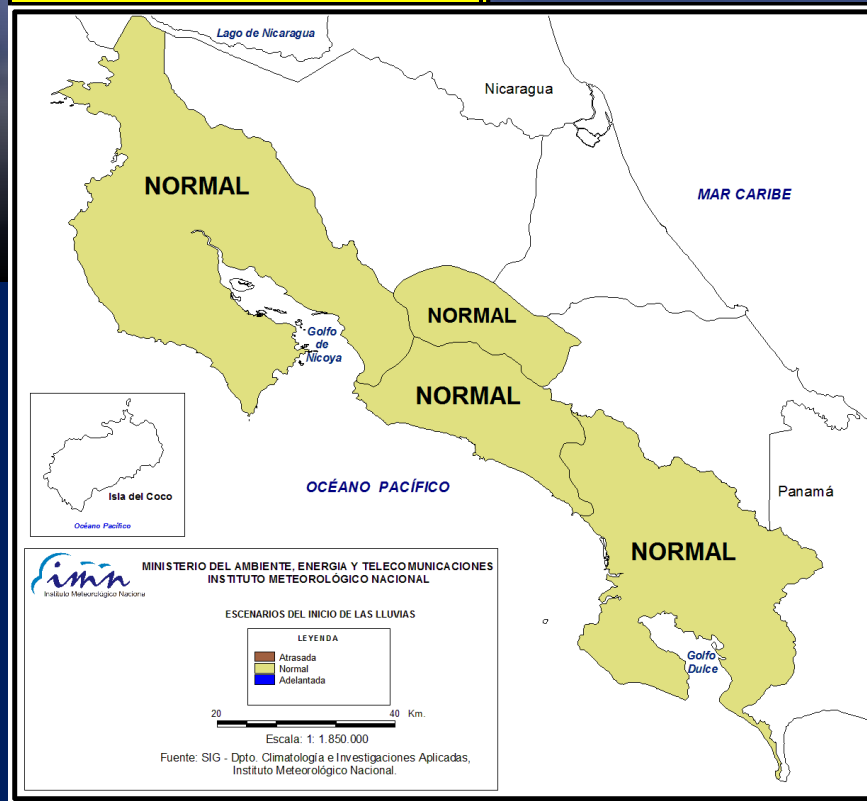 Lago de Nicaragua
Nicaragua
MAR CARIBE
NORMAL
NORMAL
Golfo
de
Nicoya
NORMAL
Isla del Coco
Océano Pacífico
OCÉANO PACÍFICO
Panamá
NORMAL
Golfo
Dulce
imn
Instituto Meteorológico Naciona
MINISTERIO DEL AMBIENTE, ENERGIA Y TELECOMUNICACIONES
INSTITUTO METEOROLÓGICO NACIONAL
ESCENARIOS DEL INICIO DE LAS LLUVIAS
LEYENDA
Atrasada
Normal
Adelantada
20 40 Km.
Escala: 1: 1.850.000
Fuente: SIG - Dpto. Climatología e Investigaciones Aplicadas,
Instituto Meteorológico Nacional.